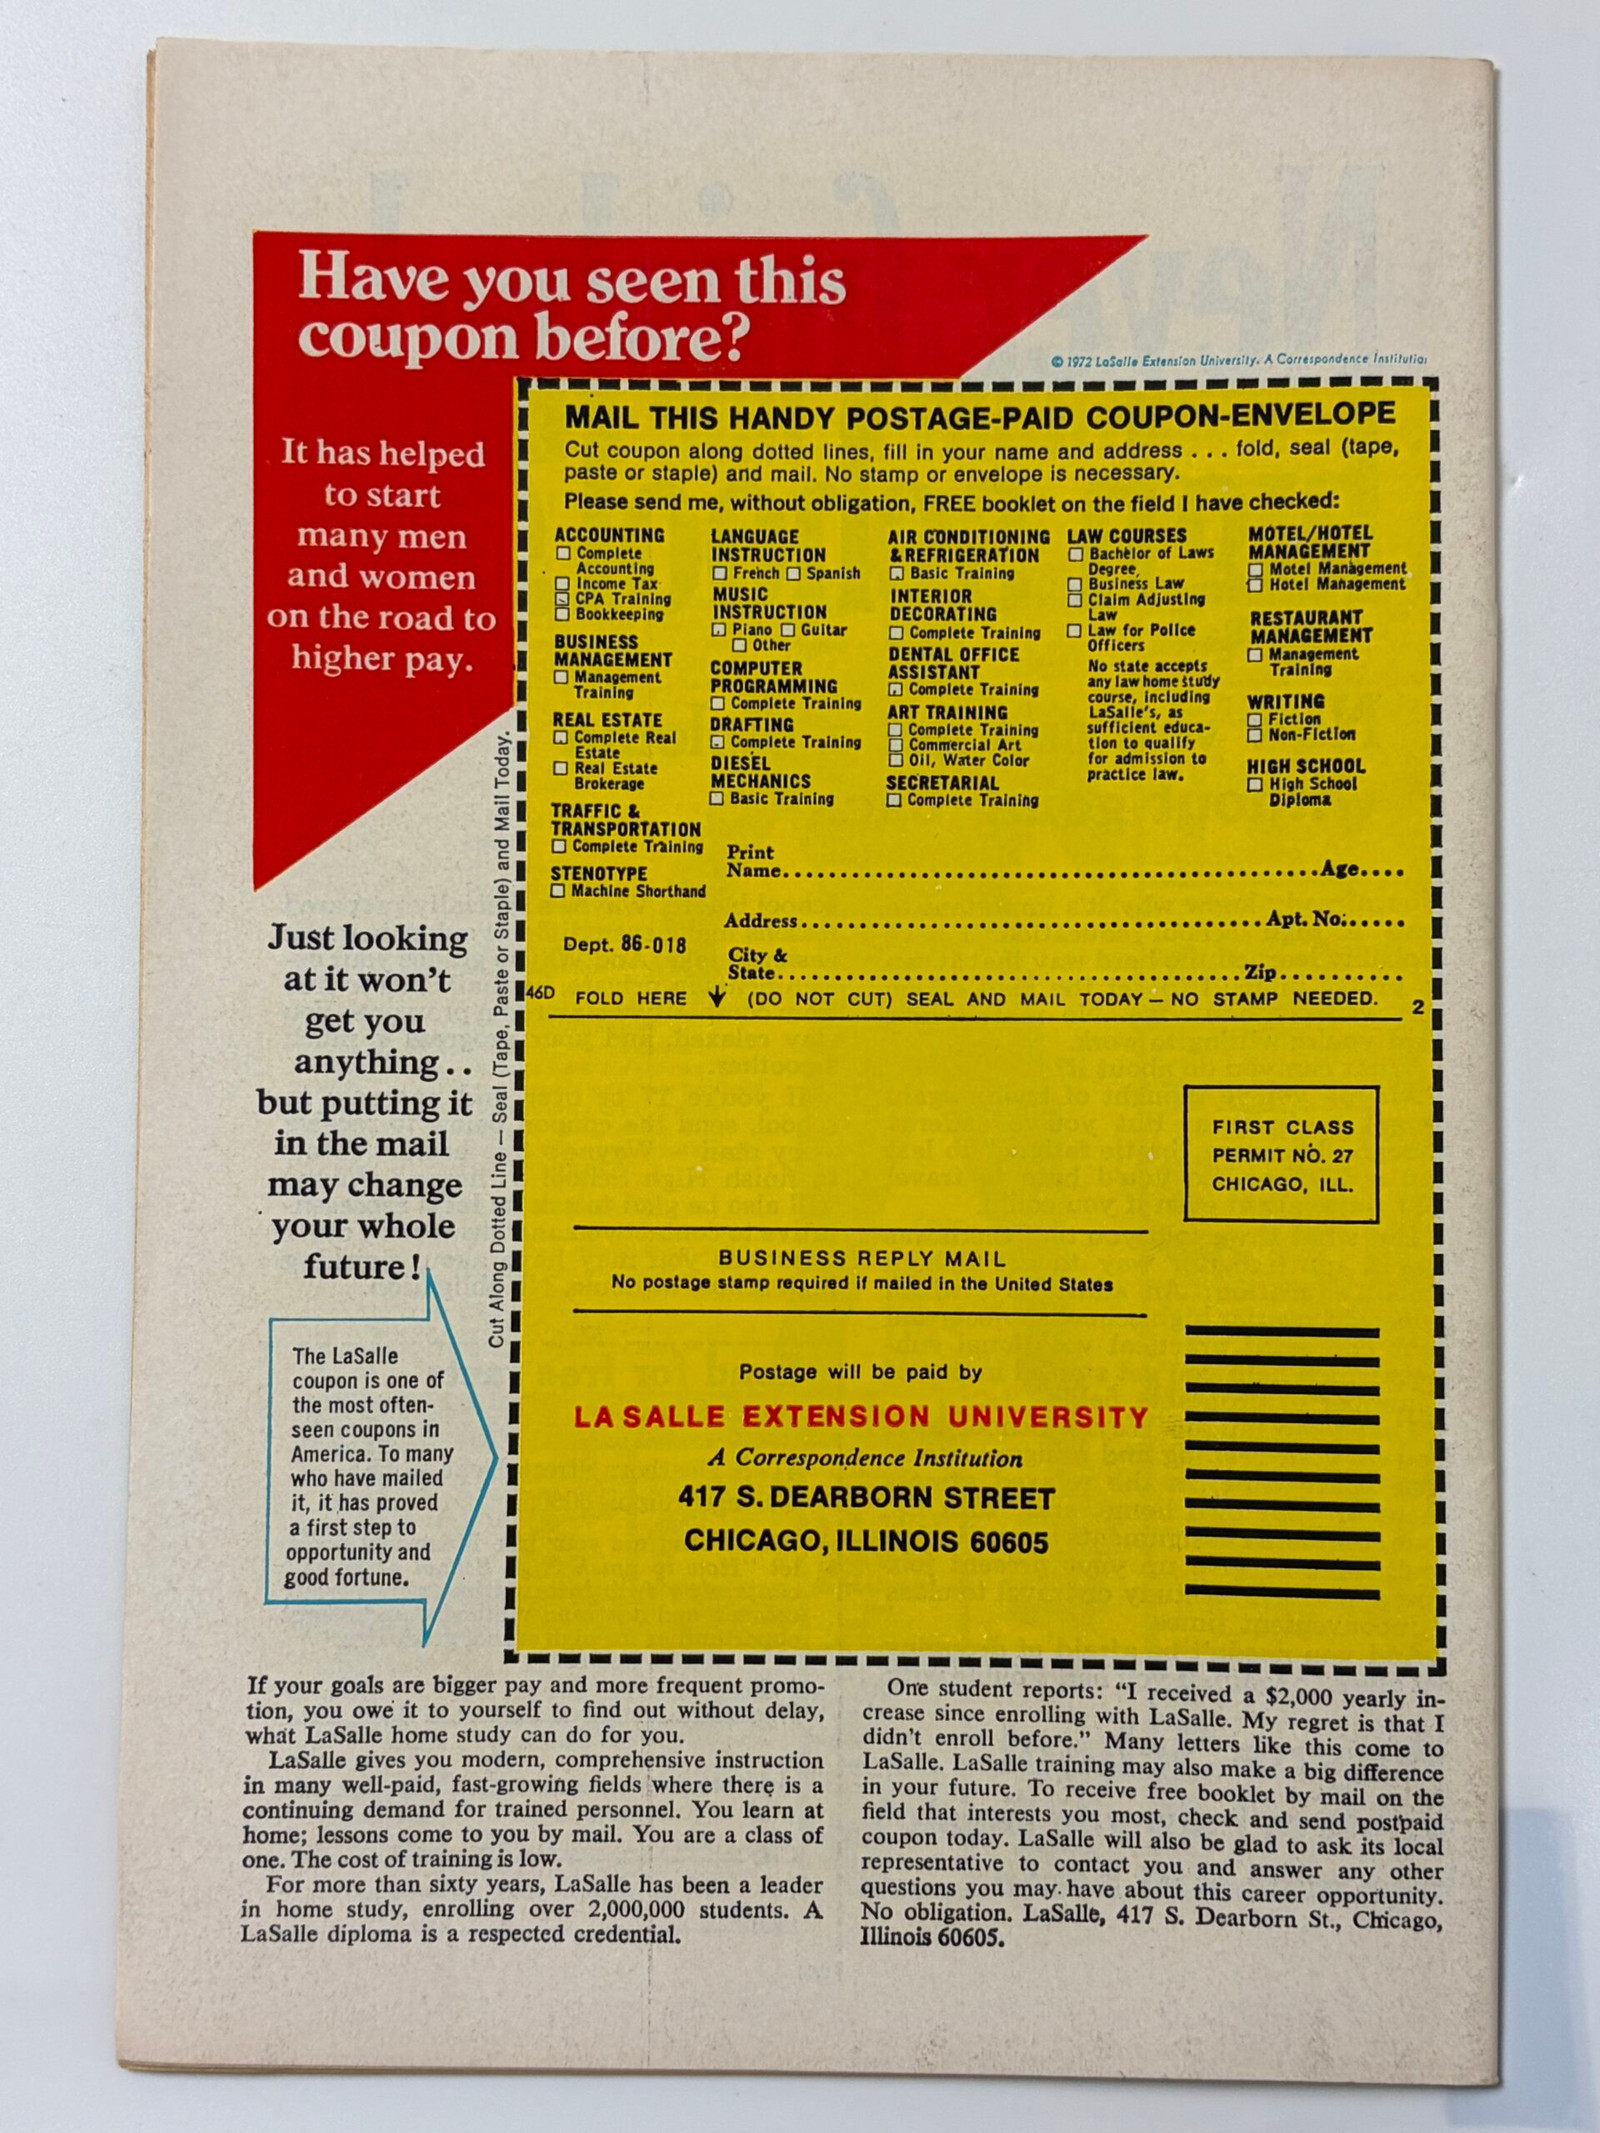 Have you seen this
coupon before?
© 1972 LaSalle Extension University. A Correspondence Institution
It has helped
to start
many men
and women
on the road to
higher pay.
Just looking
at it won't
get you
anything . .
but putting it
in the mail
may change
your whole
future!
The LaSalle
coupon is one of
the most often-
seen coupons in
America. To many
who have mailed
it, it has proved
a first step to
opportunity and
good fortune.
Cut Along Dotted Line — Seal (Tape, Paste or Staple) and Mail Today.
MAIL THIS HANDY POSTAGE-PAID COUPON-ENVELOPE
Cut coupon along dotted lines, fill in your name and address . . . fold, seal (tape,
paste or staple) and mail. No stamp or envelope is necessary.
Please send me, without obligation, FREE booklet on the field I have checked:
ACCOUNTING
Complete
Accounting
Income Tax
CPA Training
Bookkeeping
BUSINESS
MANAGEMENT
Management
Training
REAL ESTATE
Complete Real
Estate
Real Estate
Brokerage
TRAFFIC &
TRANSPORTATION
Complete Training
STENOTYPE
Machine Shorthand
LANGUAGE
INSTRUCTION
French Spanish
MUSIC
INSTRUCTION
Piano Guitar
Other
COMPUTER
PROGRAMMING
Complete Training
DRAFTING
Complete Training
DIESEL
MECHANICS
Basic Training
AIR CONDITIONING
& REFRIGERATION
Basic Training
INTERIOR
DECORATING
Complete Training
DENTAL OFFICE
ASSISTANT
Complete Training
ART TRAINING
Complete Training
Commercial Art
Oil, Water Color
SECRETARIAL
Complete Training
LAW COURSES
Bachelor of Laws
Degree
Business Law
Claim Adjusting
Law
Law for Police
Officers
No state accepts
any law home study
course, including
LaSalle's, as
sufficient educa-
tion to qualify
for admission to
practice law.
MOTEL/HOTEL
MANAGEMENT
Motel Management
Hotel Management
RESTAURANT
MANAGEMENT
Management
Training
WRITING
Fiction
Non-Fiction
HIGH SCHOOL
High School
Diploma
Print
Name Age
Address Apt. No.
Dept. 86-018
City &
State Zip
46D FOLD HERE ↓ (DO NOT CUT) SEAL AND MAIL TODAY — NO STAMP NEEDED. 2
FIRST CLASS
PERMIT NO. 27
CHICAGO, ILL.
BUSINESS REPLY MAIL
No postage stamp required if mailed in the United States
Postage will be paid by
LA SALLE EXTENSION UNIVERSITY
A Correspondence Institution
417 S. DEARBORN STREET
CHICAGO, ILLINOIS 60605
If your goals are bigger pay and more frequent promo-
tion, you owe it to yourself to find out without delay,
what LaSalle home study can do for you.
LaSalle gives you modern, comprehensive instruction
in many well-paid, fast-growing fields where there is a
continuing demand for trained personnel. You learn at
home; lessons come to you by mail. You are a class of
one. The cost of training is low.
For more than sixty years, LaSalle has been a leader
in home study, enrolling over 2,000,000 students. A
LaSalle diploma is a respected credential.
One student reports: "I received a $2,000 yearly in-
crease since enrolling with LaSalle. My regret is that I
didn't enroll before." Many letters like this come to
LaSalle. LaSalle training may also make a big difference
in your future. To receive free booklet by mail on the
field that interests you most, check and send postpaid
coupon today. LaSalle will also be glad to ask its local
representative to contact you and answer any other
questions you may have about this career opportunity.
No obligation. LaSalle, 417 S. Dearborn St., Chicago,
Illinois 60605.